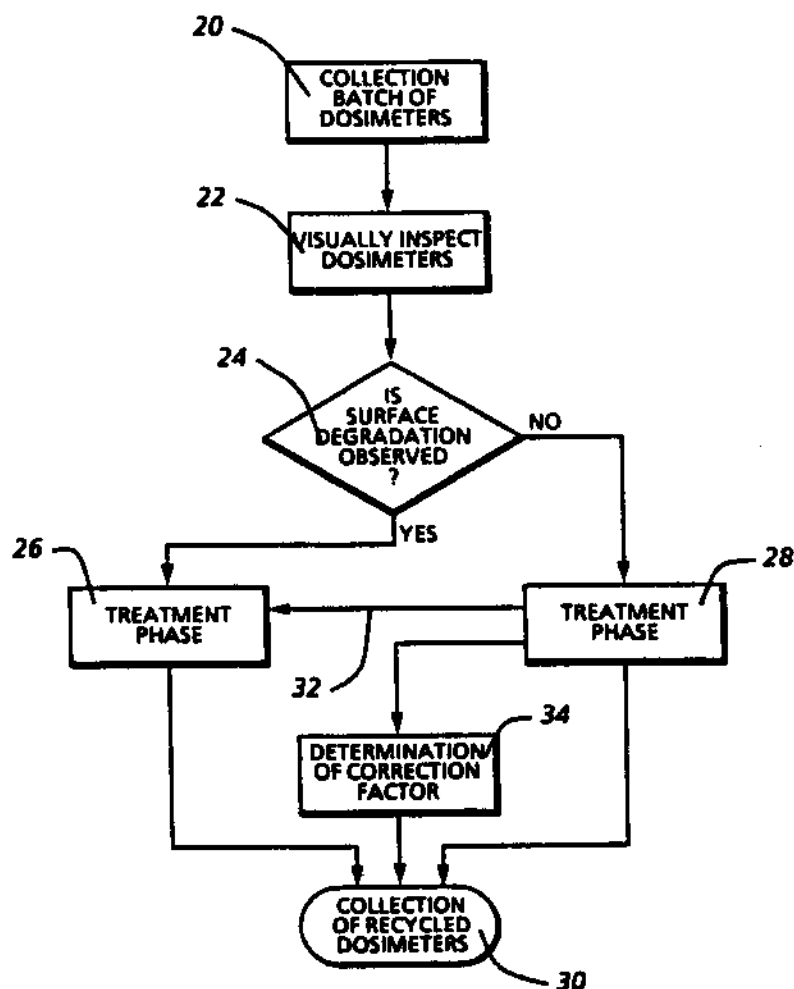 20
COLLECTION
BATCH OF
DOSIMETERS
22
VISUALLY INSPECT
DOSIMETERS
24
IS
SURFACE
DEGRADATION
OBSERVED
?
NO
YES
26
TREATMENT
PHASE
28
TREATMENT
PHASE
32
34
DETERMINATION
OF CORRECTION
FACTOR
COLLECTION
OF RECYCLED
DOSIMETERS
30